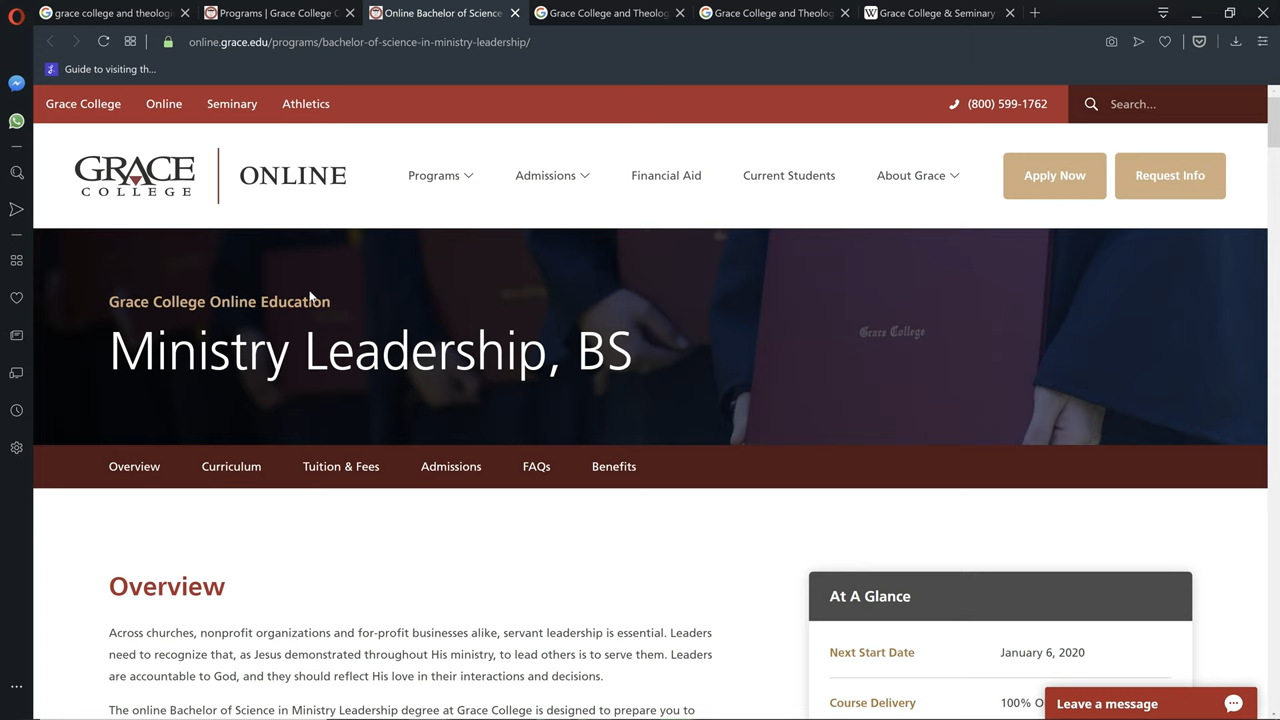 google college and theologic
Programs | Grace College C
Online Bachelor of Science
Grace College and Theolog
Grace College and Theolog
Grace College & Seminary
online.grace.edu/programs/bachelor-of-science-in-ministry-leadership/
Guide to visiting th...
Grace College Online Seminary Athletics
(800) 599-1762
Search...
GRACE COLLEGE ONLINE
Programs Admissions Financial Aid Current Students About Grace
Apply Now Request Info
Grace College Online Education
Ministry Leadership, BS
Grace College
Overview Curriculum Tuition & Fees Admissions FAQs Benefits
Overview
Across churches, nonprofit organizations and for-profit businesses alike, servant leadership is essential. Leaders
need to recognize that, as Jesus demonstrated throughout His ministry, to lead others is to serve them. Leaders
are accountable to God, and they should reflect His love in their interactions and decisions.
The online Bachelor of Science in Ministry Leadership degree at Grace College is designed to prepare you to
At A Glance
Next Start Date January 6, 2020
Course Delivery 100% O
Leave a message